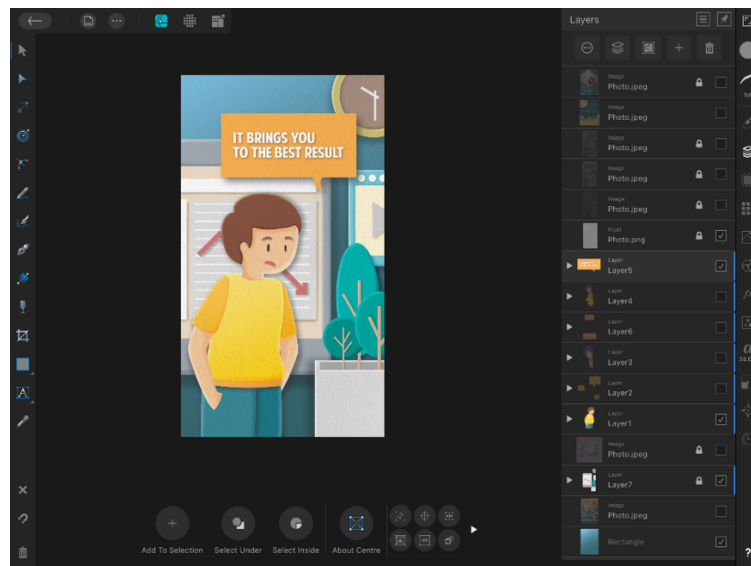 Layers
IT BRINGS YOU
TO THE BEST RESULT
Image
Photo.jpeg
Image
Photo.jpeg
Image
Photo.jpeg
Image
Photo.jpeg
Image
Photo.jpeg
Pixel
Photo.png
Layer
Layer5
Layer
Layer4
Layer
Layer6
Layer
Layer3
Layer
Layer2
Layer
Layer1
Image
Photo.jpeg
Layer
Layer7
Image
Photo.jpeg
Rectangle
Add To Selection
Select Under
Select Inside
About Centre
A
a
?